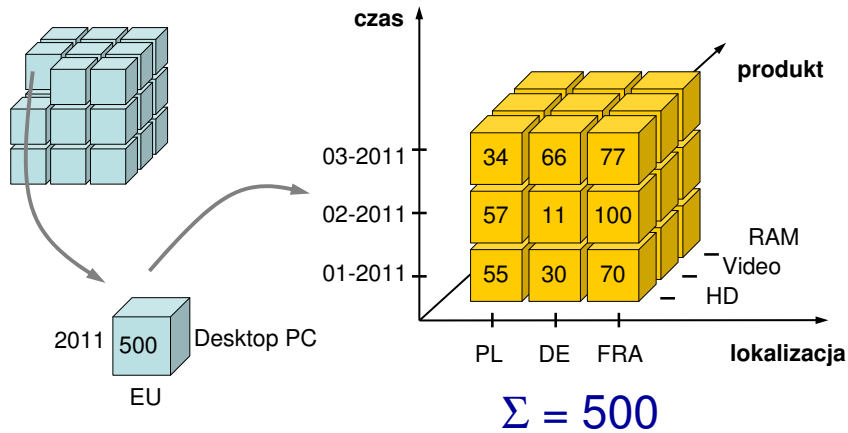 czas
produkt
03-2011 34 66 77
02-2011 57 11 100
01-2011 55 30 70
RAM
Video
HD
PL DE FRA
lokalizacja
2011 500 Desktop PC
EU
Σ = 500